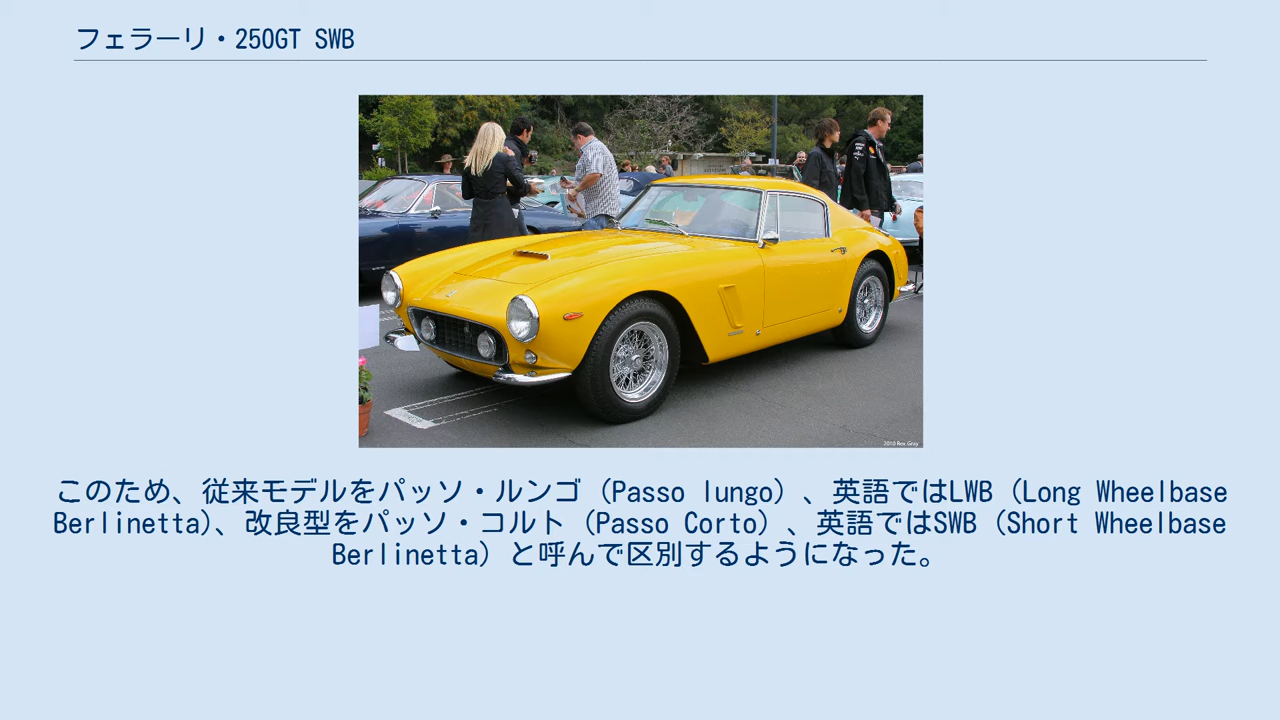 フェラーリ・250GT SWB
2010 Rex Gray
このため、従来モデルをパッソ・ルンゴ（Passo lungo）、英語ではLWB（Long Wheelbase
Berlinetta)、改良型をパッソ・コルト（Passo Corto）、英語ではSWB（Short Wheelbase
Berlinetta）と呼んで区別するようになった。